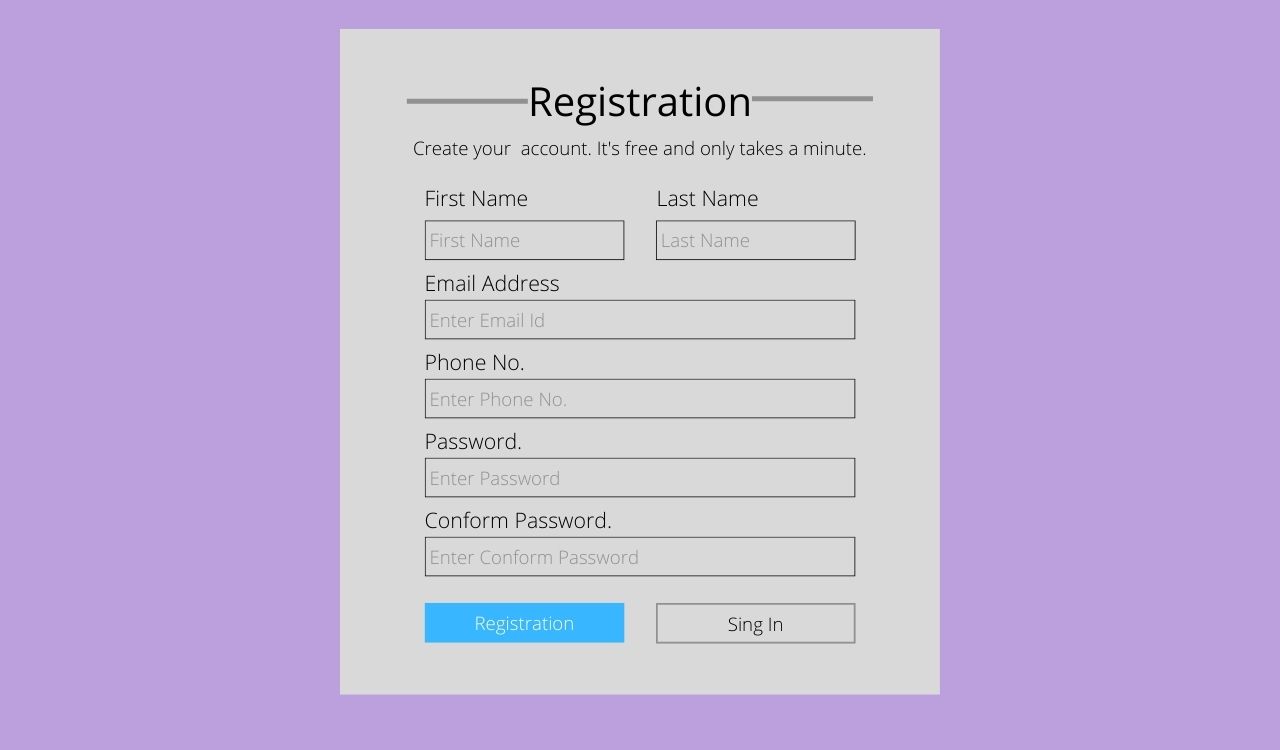 Registration
Create your  account. It's free and only takes a minute.
First Name Last Name
First Name Last Name
Email Address
Enter Email Id
Phone No.
Enter Phone No.
Password.
Enter Password
Conform Password.
Enter Conform Password
Registration Sing In